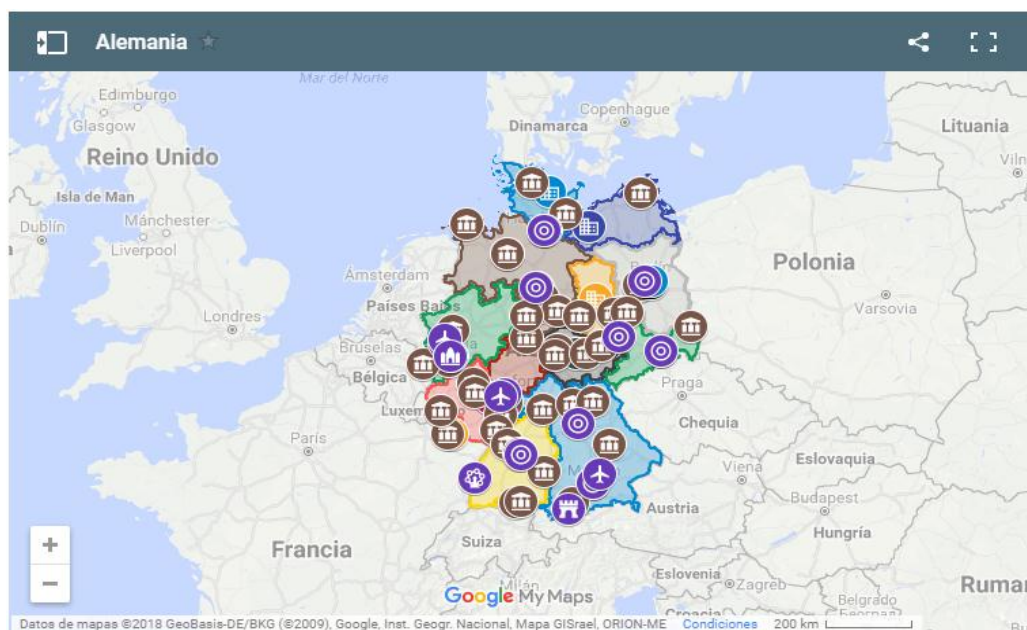 Alemania
Mar del Norte
Edimburgo
Glasgow
Copenhague
Dinamarca
Lituania
Reino Unido
Isla de Man
Dublín
Mánchester
Liverpool
Ámsterdam
Polonia
Londres
Países
Varsovia
Bruselas
Bélgica
Praga
París
Chequia
Eslovaquia
Viena
Budapest
Austria
Hungría
Francia
Suiza
Eslovenia
Zagreb
Google My Maps
Milán
Croacia
Belgrado
Datos de mapas ©2018 GeoBasis-DE/BKG (©2009), Google, Inst. Geogr. Nacional, Mapa GISrael, ORION-ME Condiciones 200 km